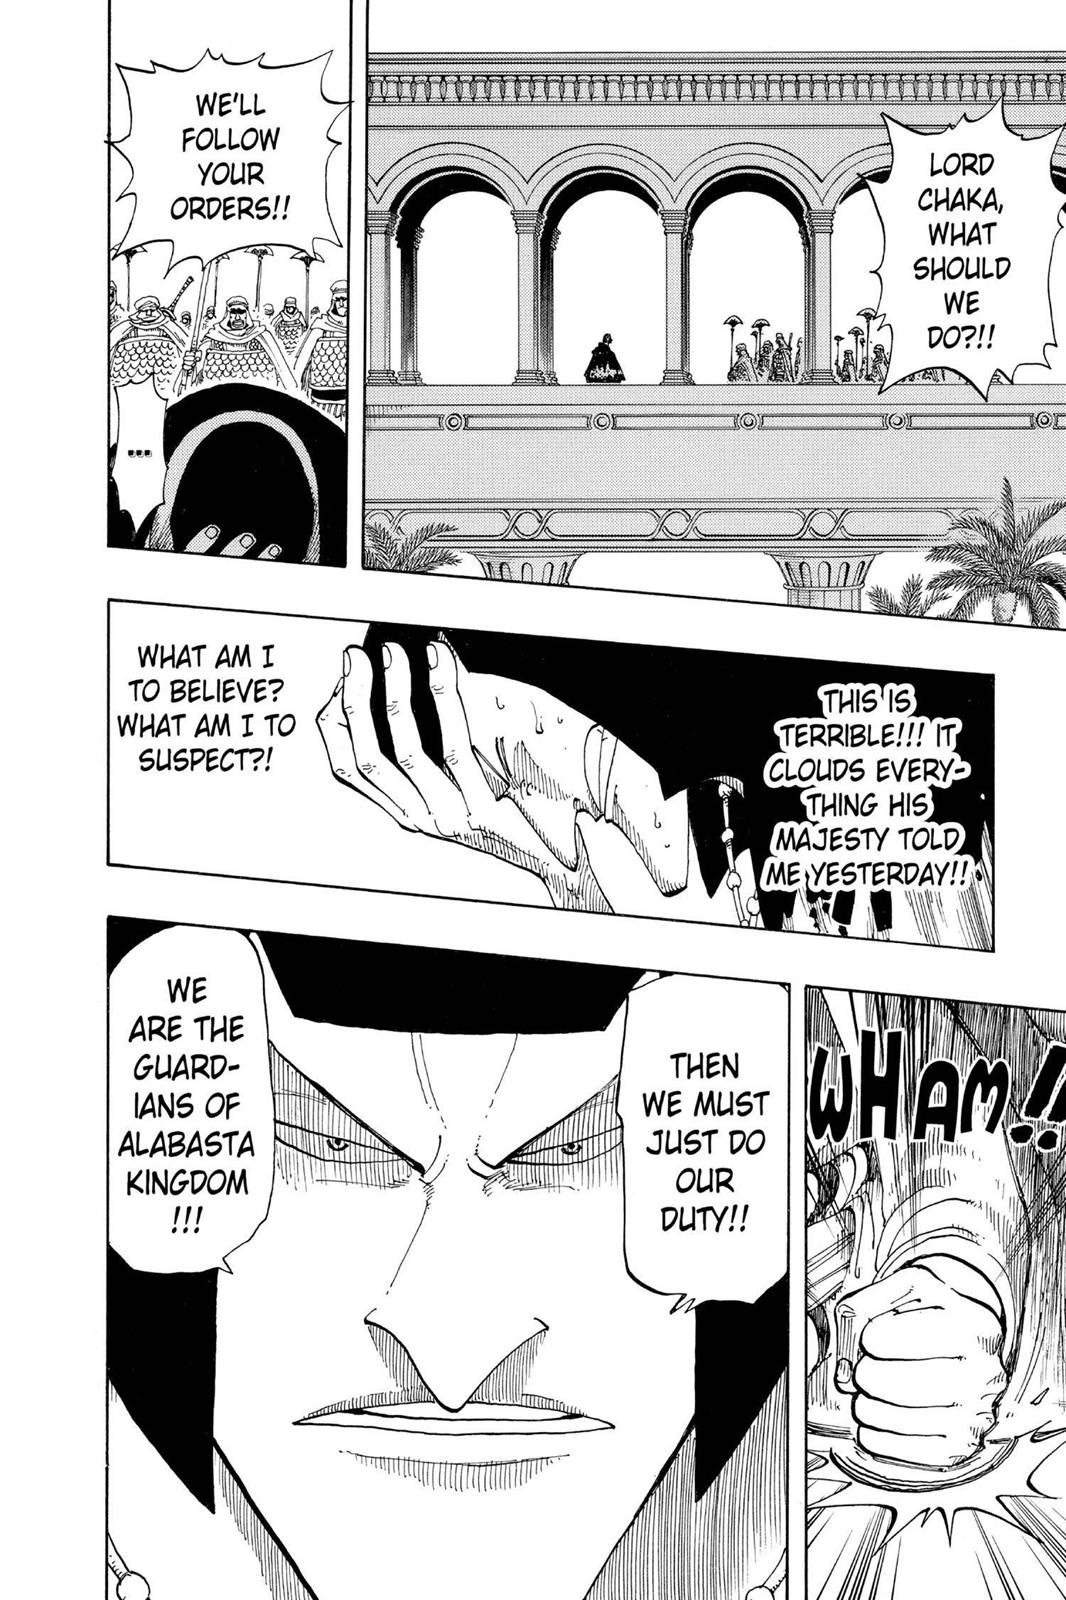 LORD
CHAKA,
WHAT
SHOULD
WE
DO?!!
WE'LL
FOLLOW
YOUR
ORDERS!!
...
THIS IS
TERRIBLE!!! IT
CLOUDS EVERY-
THING HIS
MAJESTY TOLD
ME YESTERDAY!!
WHAT AM I
TO BELIEVE?
WHAT AM I TO
SUSPECT?!
WHAM!!
THEN
WE MUST
JUST DO
OUR
DUTY!!
WE
ARE THE
GUARD-
IANS OF
ALABASTA
KINGDOM
!!!